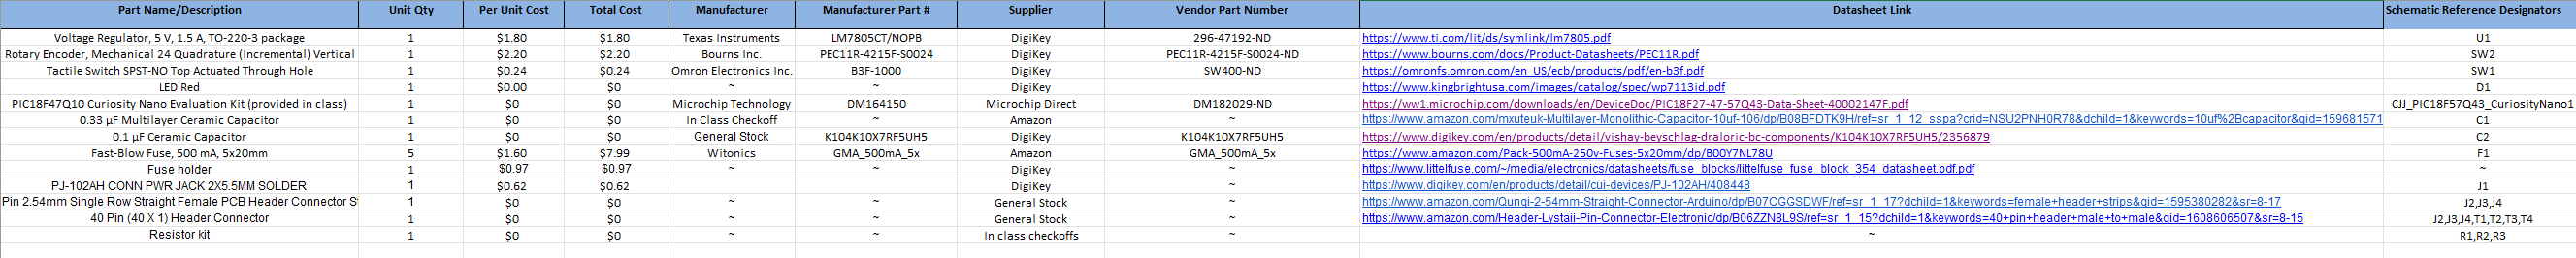 Part Name/Description Unit Qty Per Unit Cost Total Cost Manufacturer Manufacturer Part # Supplier Vendor Part Number Datasheet Link Schematic Reference Designators
Voltage Regulator, 5 V, 1.5 A, TO-220-3 package 1 $1.80 $1.80 Texas Instruments LM7805CT/NOPB DigiKey 296-47192-ND https://www.ti.com/lit/ds/symlink/lm7805.pdf U1
Rotary Encoder, Mechanical 24 Quadrature (Incremental) Vertical 1 $2.20 $2.20 Bourns Inc. PEC11R-4215F-S0024 DigiKey PEC11R-4215F-S0024-ND https://www.bourns.com/docs/Product-Datasheets/PEC11R.pdf SW2
Tactile Switch SPST-NO Top Actuated Through Hole 1 $0.24 $0.24 Omron Electronics Inc. B3F-1000 DigiKey SW400-ND https://omronfs.omron.com/en_US/ecb/products/pdf/en-b3f.pdf SW1
LED Red 1 $0.00 $0 ~ ~ DigiKey ~ https://www.kingbrightusa.com/images/catalog/spec/wp7113id.pdf D1
PIC18F47Q10 Curiosity Nano Evaluation Kit (provided in class) 1 $0 $0 Microchip Technology DM164150 Microchip Direct DM182029-ND https://ww1.microchip.com/downloads/en/DeviceDoc/PIC18F27-47-57Q43-Data-Sheet-40002147F.pdf CJJ_PIC18F57Q43_CuriosityNano1
0.33 µF Multilayer Ceramic Capacitor 1 $0 $0 In Class Checkoff ~ Amazon ~ https://www.amazon.com/mxuteuk-Multilayer-Monolithic-Capacitor-10uf-106/dp/B08BFDTK9H/ref=sr_1_12_sspa?crid=NSU2PNH0R78&dchild=1&keywords=10uf%2Bcapacitor&qid=159681571 C1
0.1 µF Ceramic Capacitor 1 $0 $0 General Stock K104K10X7RF5UH5 DigiKey K104K10X7RF5UH5 https://www.digikey.com/en/products/detail/vishay-beyschlag-draloric-bc-components/K104K10X7RF5UH5/2356879 C2
Fast-Blow Fuse, 500 mA, 5x20mm 5 $1.60 $7.99 Witonics GMA_500mA_5x Amazon GMA_500mA_5x https://www.amazon.com/Pack-500mA-250v-Fuses-5x20mm/dp/B00Y7NL78U F1
Fuse holder 1 $0.97 $0.97 DigiKey ~ https://www.littelfuse.com/~/media/electronics/datasheets/fuse_blocks/littelfuse_fuse_block_354_datasheet.pdf.pdf ~
PJ-102AH CONN PWR JACK 2X5.5MM SOLDER 1 $0.62 $0.62 DigiKey ~ https://www.digikey.com/en/products/detail/cui-devices/PJ-102AH/408448 J1
Pin 2.54mm Single Row Straight Female PCB Header Connector S 1 $0 $0 ~ ~ General Stock ~ https://www.amazon.com/Qunqi-2-54mm-Straight-Connector-Arduino/dp/B07CGGSDWF/ref=sr_1_17?dchild=1&keywords=female+header+strips&qid=1595380282&sr=8-17 J2,J3,J4
40 Pin (40 X 1) Header Connector 1 $0 $0 ~ ~ General Stock ~ https://www.amazon.com/Header-Lystaii-Pin-Connector-Electronic/dp/B06ZZN8L9S/ref=sr_1_15?dchild=1&keywords=40+pin+header+male+to+male&qid=1608606507&sr=8-15 J2,J3,J4,T1,T2,T3,T4
Resistor kit 1 $0 $0 ~ ~ In class checkoffs ~ ~ R1,R2,R3